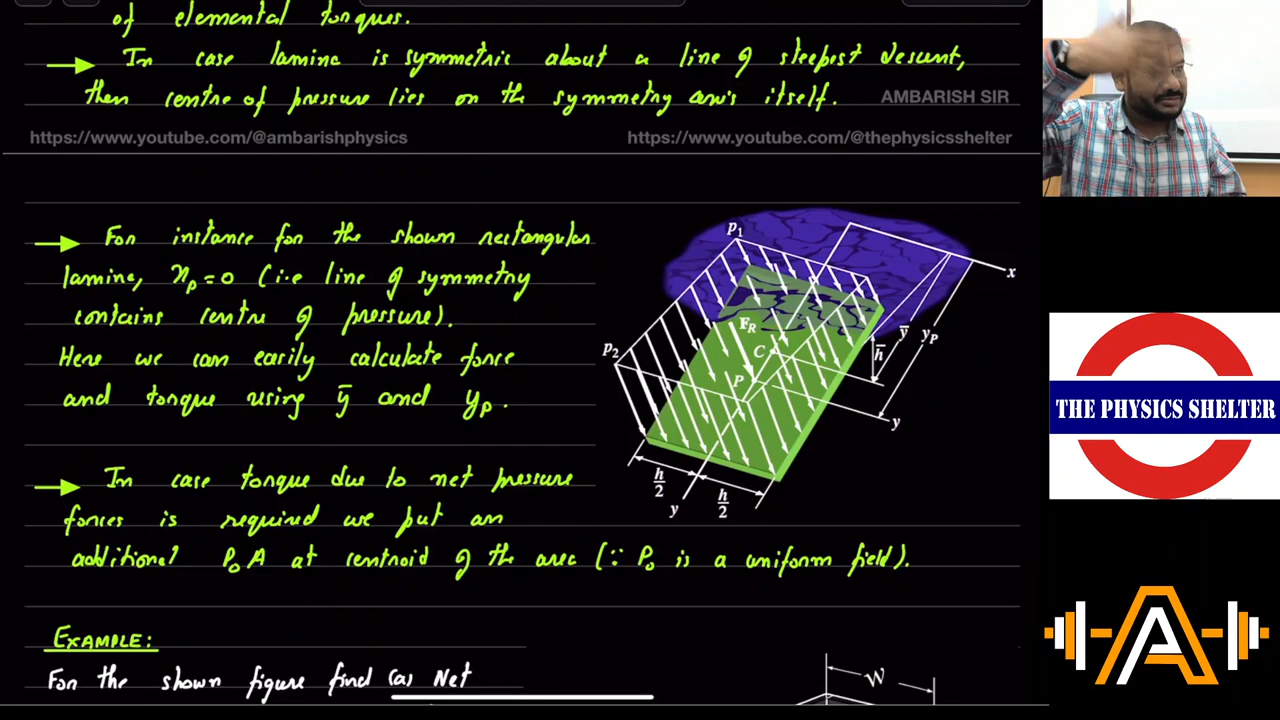 of elemental torques.
→ In case lamina is symmetric about a line of steepest descent,
then centre of pressure lies on the symmetry axis itself.
AMBARISH SIR
https://www.youtube.com/@ambarishphysics
https://www.youtube.com/@thephysicsshelter
→ For instance for the shown rectangular
lamina, xp = 0 (i.e line of symmetry
contains centre of pressure).
Here we can easily calculate force
and torque using ȳ and yp.
→ In case torque due to net pressure
forces is required we put an
additional P₀A at centroid of the area (∵ P₀ is a uniform field).
p₁
x
F_R
ȳ
yp
p₂
C
h̄
P
y
h/2
h/2
y
EXAMPLE:
For the shown figure find (a) Net
W
THE PHYSICS SHELTER
A